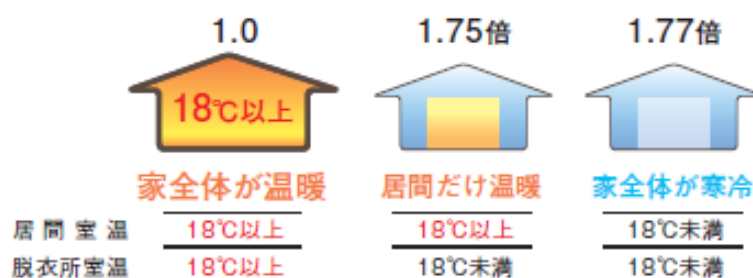 1.0 1.75倍 1.77倍
18℃以上
家全体が温暖 居間だけ温暖 家全体が寒冷
居間室温 18℃以上 18℃以上 18℃未満
脱衣所室温 18℃以上 18℃未満 18℃未満